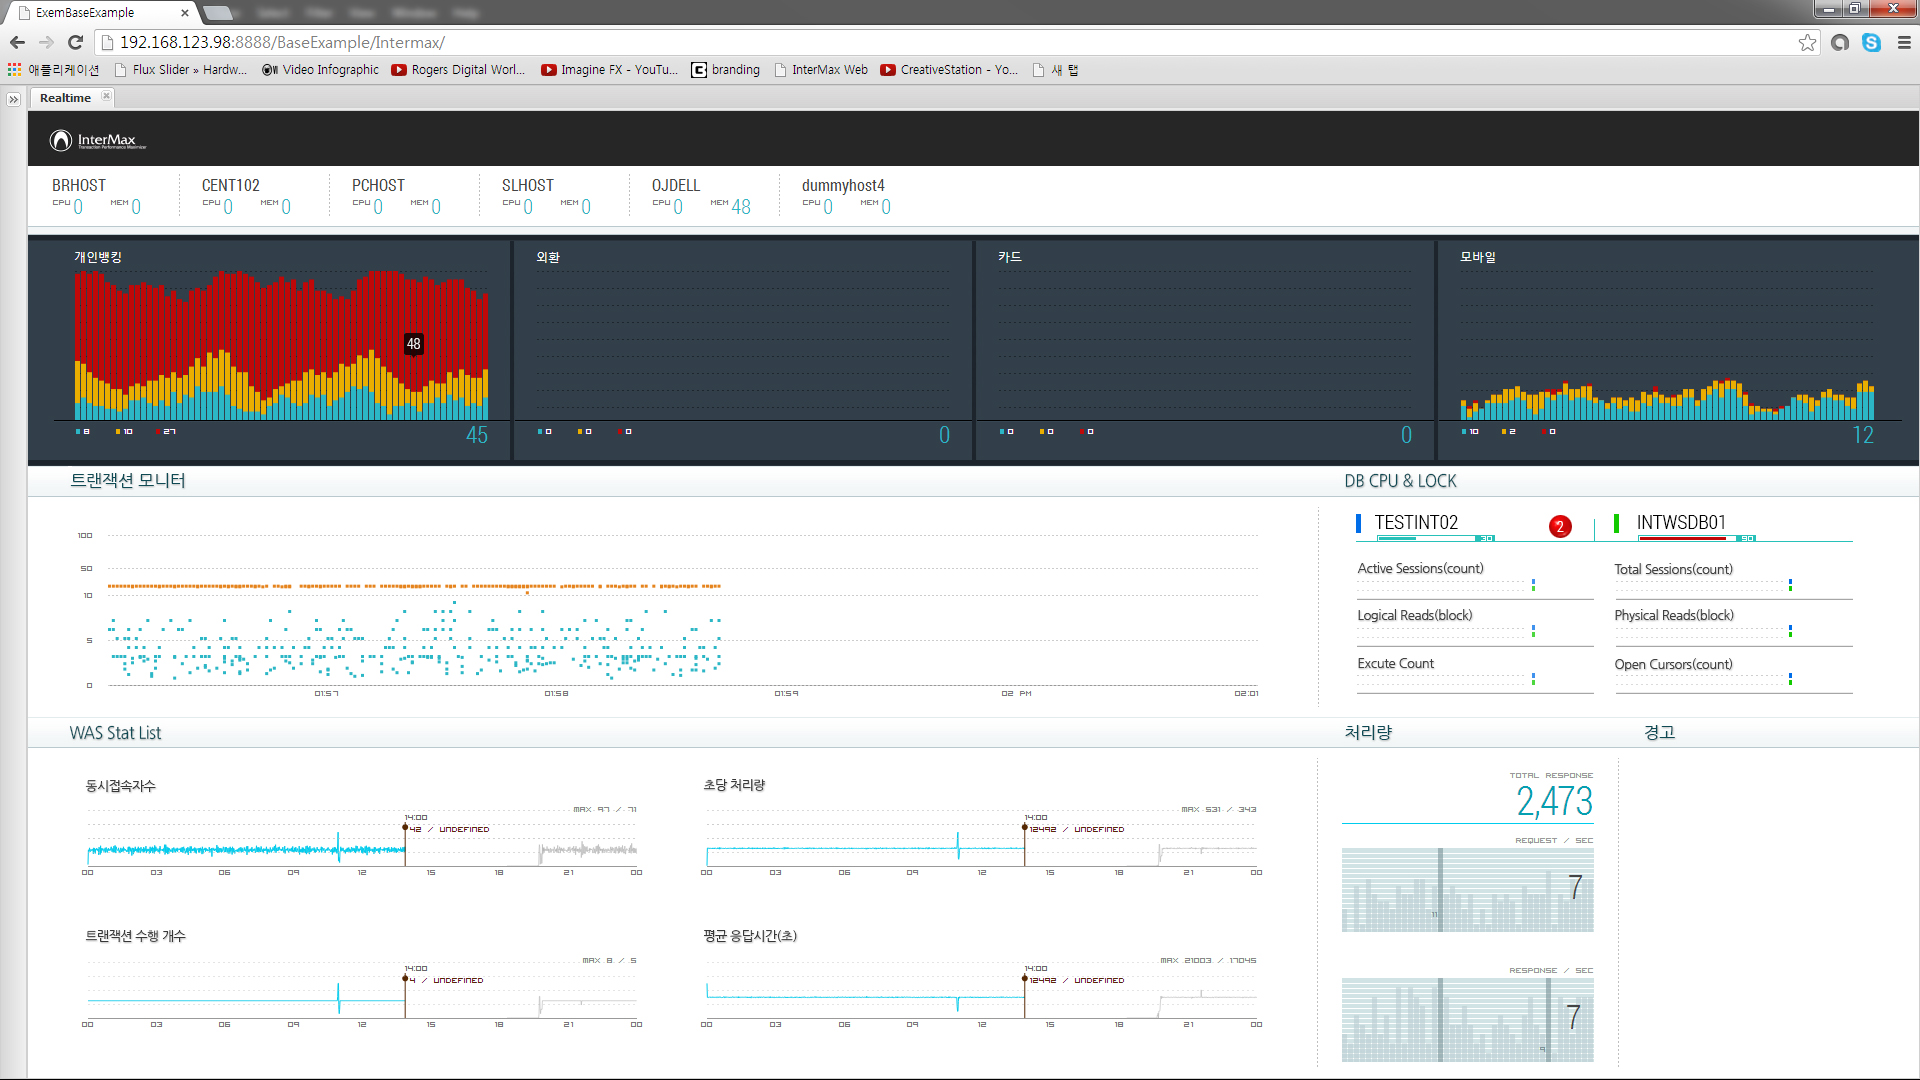 ExemBaseExample
Select Filter View Window Help
192.168.123.98:8888/BaseExample/Intermax/
애플리케이션 Flux Slider » Hardw... Video Infographic Rogers Digital Worl... Imagine FX - YouTu... branding InterMax Web CreativeStation - Yo... 새 탭
Realtime
InterMax
Transaction Performance Maximizer
BRHOST CENT102 PCHOST SLHOST OJDELL dummyhost4
CPU 0 MEM 0 CPU 0 MEM 0 CPU 0 MEM 0 CPU 0 MEM 0 CPU 0 MEM 48 CPU 0 MEM 0
개인뱅킹 외환 카드 모바일
48
8 10 27 45 0 0 0 0 0 0 0 0 10 2 0 12
트랜잭션 모니터 DB CPU & LOCK
TESTINT02 2 INTWSDB01
100
50
10
5
0
01:57 01:58 01:59 02 PM 02:01
Active Sessions(count) Total Sessions(count)
Logical Reads(block) Physical Reads(block)
Excute Count Open Cursors(count)
WAS Stat List 처리량 경고
동시접속자수
MAX 97 / 71
14:00
42 / UNDEFINED
00 03 06 09 12 15 18 21 00
초당 처리량
MAX 531 / 343
14:00
12492 / UNDEFINED
00 03 06 09 12 15 18 21 00
트랜잭션 수행 개수
MAX 8 / 5
14:00
4 / UNDEFINED
00 03 06 09 12 15 18 21 00
평균 응답시간(초)
MAX 21003 / 17045
14:00
12492 / UNDEFINED
00 03 06 09 12 15 18 21 00
TOTAL RESPONSE
2,473
REQUEST / SEC
7
11
RESPONSE / SEC
7
9